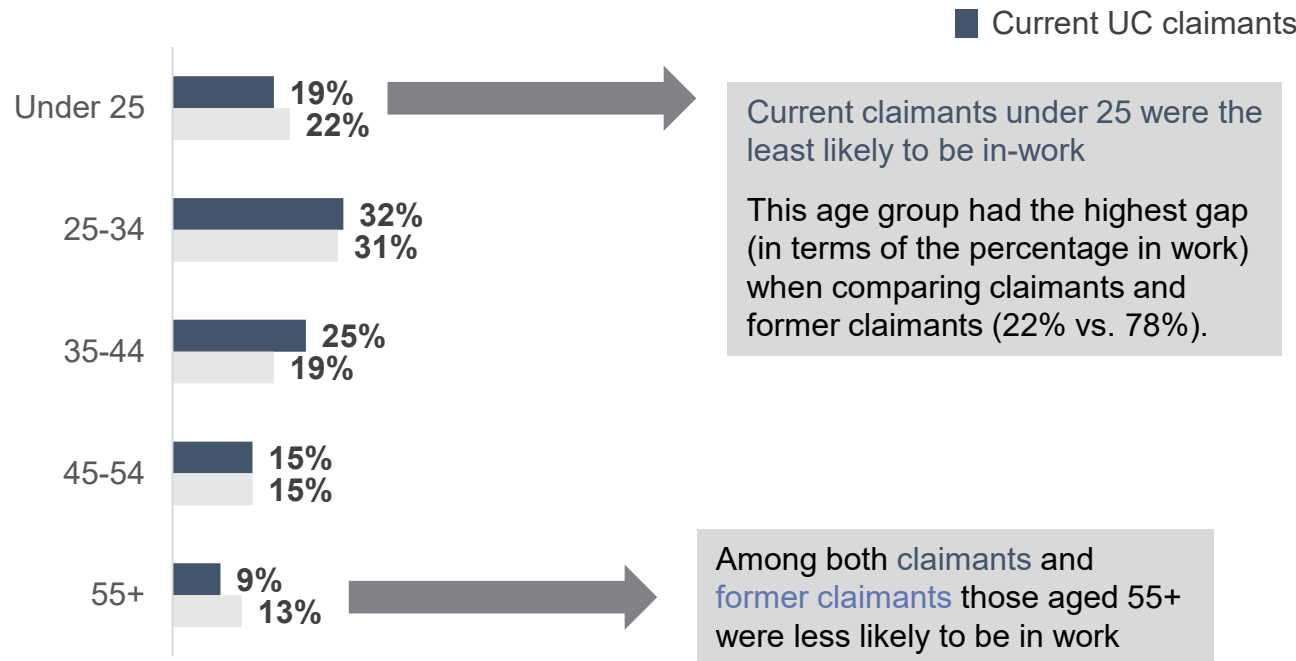 Current UC claimants
Under 25
19%
22%
Current claimants under 25 were the
least likely to be in-work
This age group had the highest gap
(in terms of the percentage in work)
when comparing claimants and
former claimants (22% vs. 78%).
25-34
32%
31%
35-44
25%
19%
45-54
15%
15%
55+
9%
13%
Among both claimants and
former claimants those aged 55+
were less likely to be in work